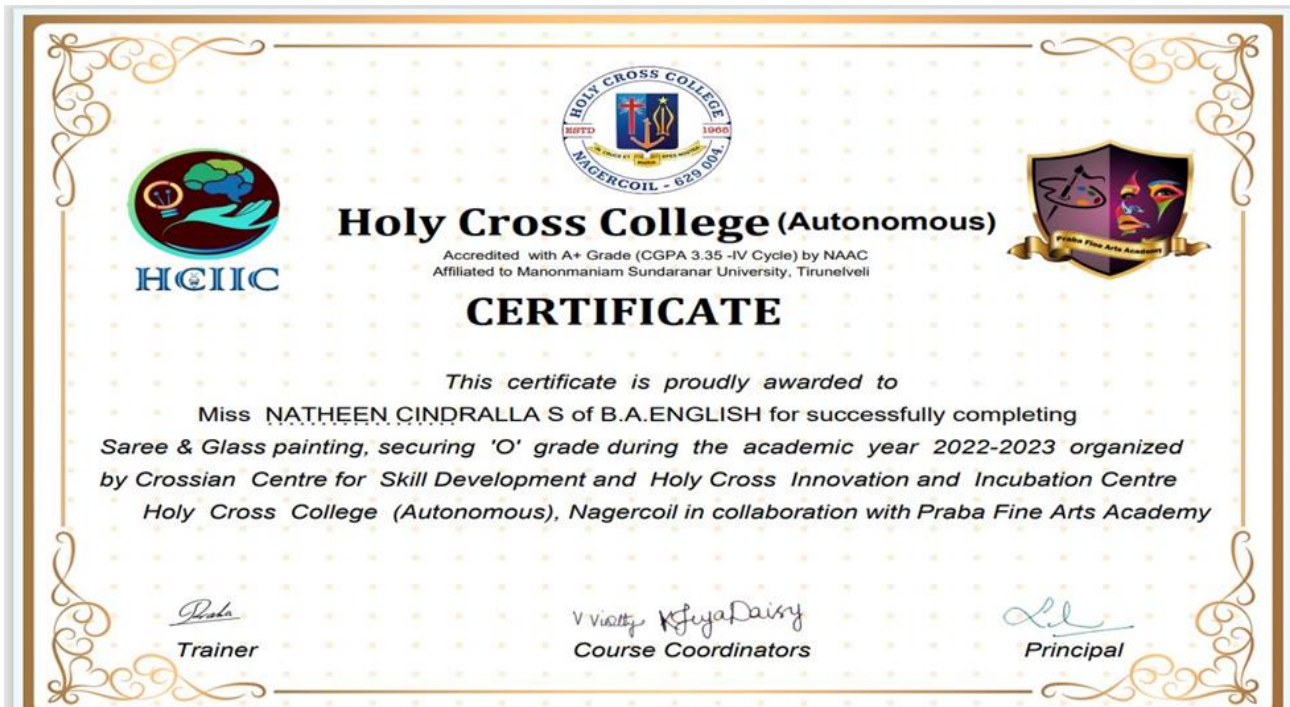 HOLY CROSS COLLEGE
ESTD 1965
NAGERCOIL - 629 004.
HCIIC
Praba Fine Arts Academy
Holy Cross College (Autonomous)
Accredited with A+ Grade (CGPA 3.35 -IV Cycle) by NAAC
Affiliated to Manonmaniam Sundaranar University, Tirunelveli
CERTIFICATE
This certificate is proudly awarded to
Miss NATHEEN CINDRALLA S of B.A.ENGLISH for successfully completing
Saree & Glass painting, securing 'O' grade during the academic year 2022-2023 organized
by Crossian Centre for Skill Development and Holy Cross Innovation and Incubation Centre
Holy Cross College (Autonomous), Nagercoil in collaboration with Praba Fine Arts Academy
Praba
Trainer
Course Coordinators
Principal